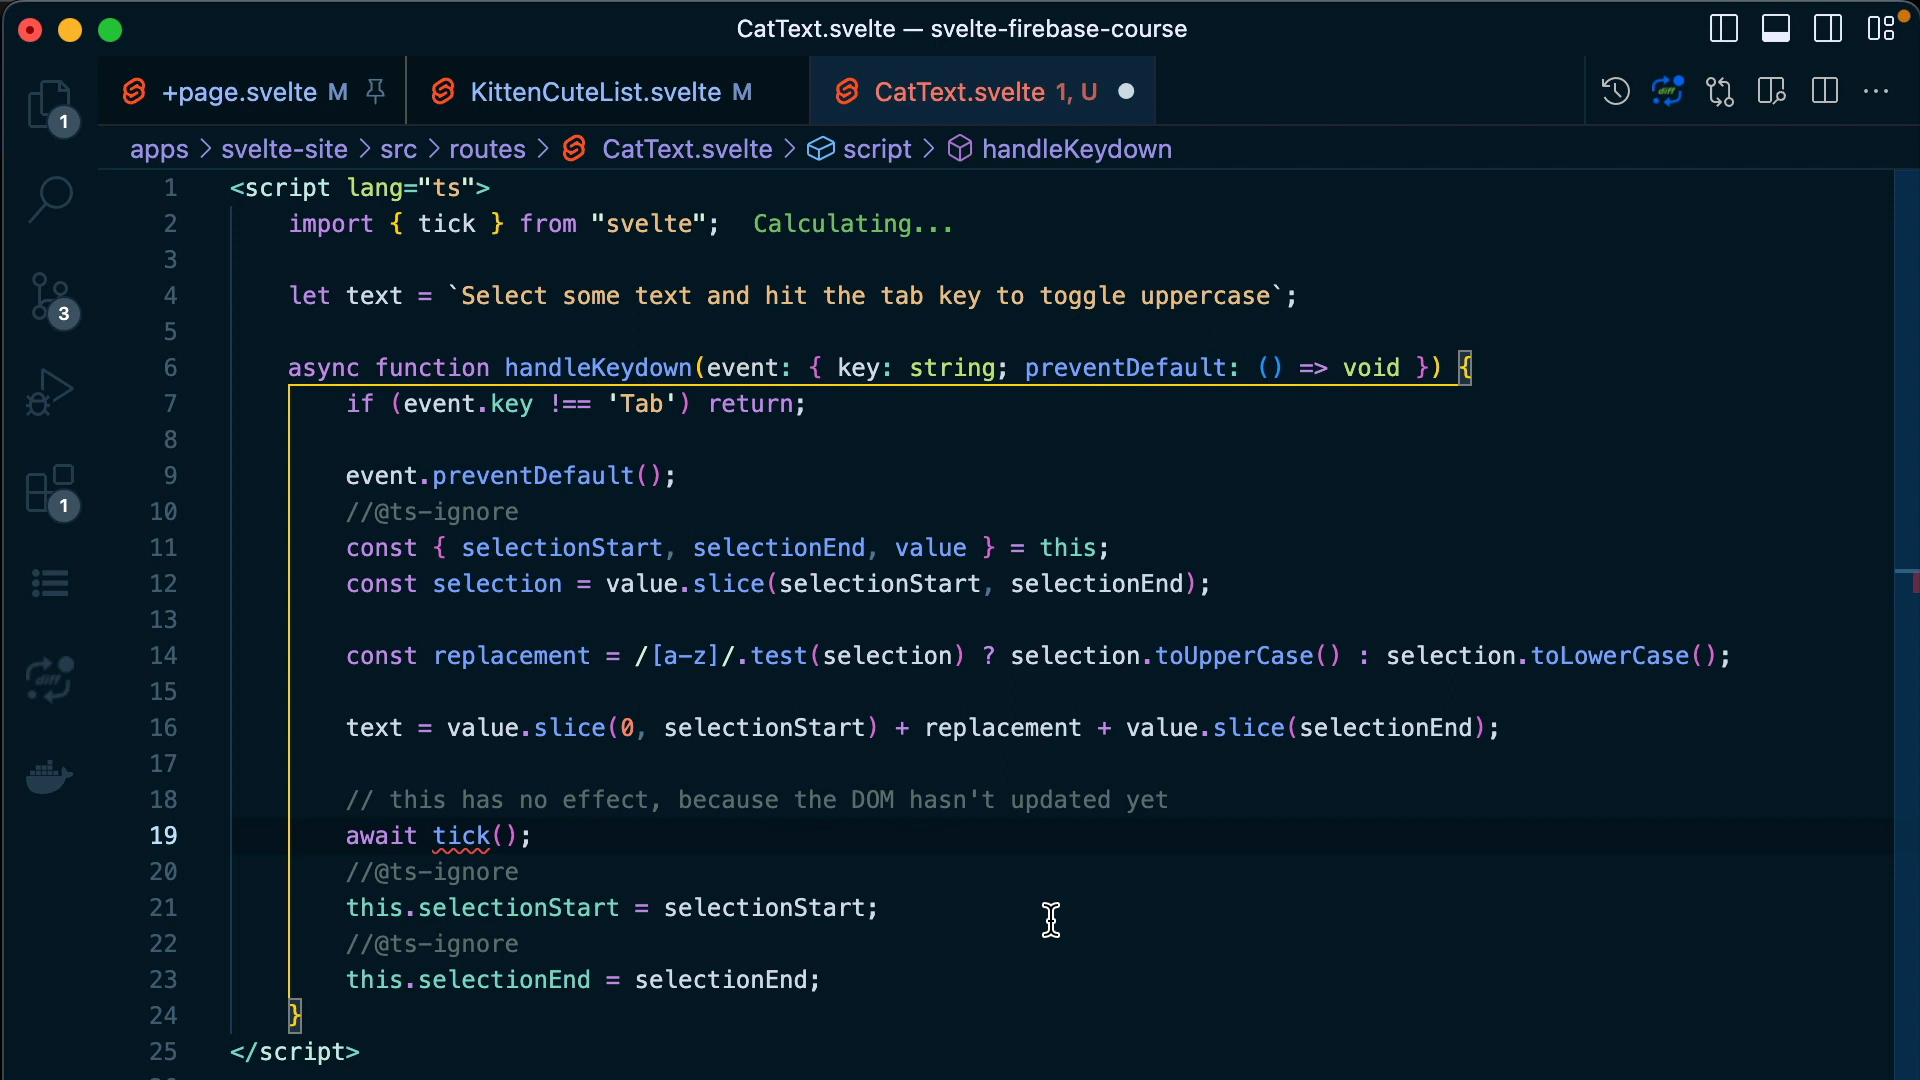 CatText.svelte — svelte-firebase-course
+page.svelte M KittenCuteList.svelte M CatText.svelte 1, U
apps > svelte-site > src > routes > CatText.svelte > script > handleKeydown
1
3
1
diff
diff
1 <script lang="ts">
2 import { tick } from "svelte"; Calculating...
3
4 let text = `Select some text and hit the tab key to toggle uppercase`;
5
6 async function handleKeydown(event: { key: string; preventDefault: () => void }) {
7 if (event.key !== 'Tab') return;
8
9 event.preventDefault();
10 //@ts-ignore
11 const { selectionStart, selectionEnd, value } = this;
12 const selection = value.slice(selectionStart, selectionEnd);
13
14 const replacement = /[a-z]/.test(selection) ? selection.toUpperCase() : selection.toLowerCase();
15
16 text = value.slice(0, selectionStart) + replacement + value.slice(selectionEnd);
17
18 // this has no effect, because the DOM hasn't updated yet
19 await tick();
20 //@ts-ignore
21 this.selectionStart = selectionStart;
22 //@ts-ignore
23 this.selectionEnd = selectionEnd;
24 }
25 </script>